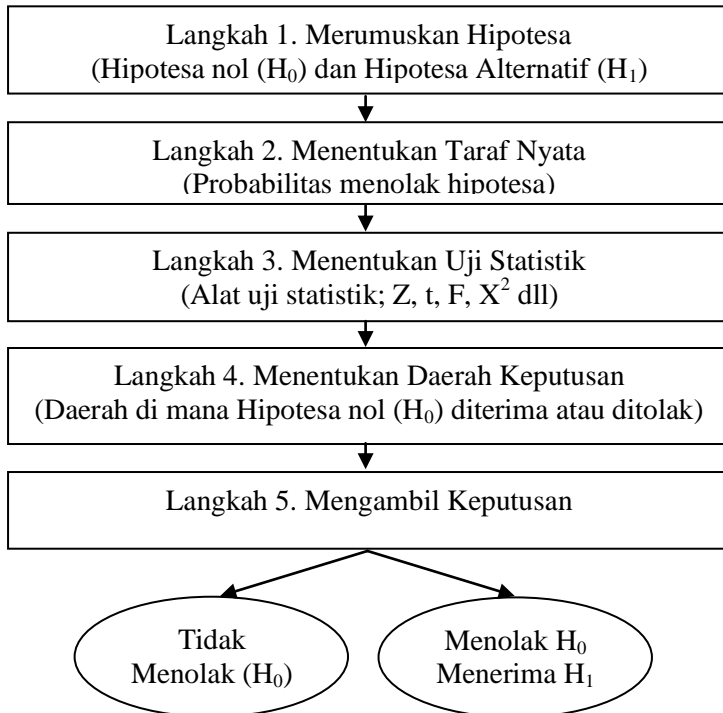 Langkah 1. Merumuskan Hipotesa
(Hipotesa nol (H₀) dan Hipotesa Alternatif (H₁)
Langkah 2. Menentukan Taraf Nyata
(Probabilitas menolak hipotesa)
Langkah 3. Menentukan Uji Statistik
(Alat uji statistik; Z, t, F, X² dll)
Langkah 4. Menentukan Daerah Keputusan
(Daerah di mana Hipotesa nol (H₀) diterima atau ditolak)
Langkah 5. Mengambil Keputusan
Tidak
Menolak (H₀)
Menolak H₀
Menerima H₁